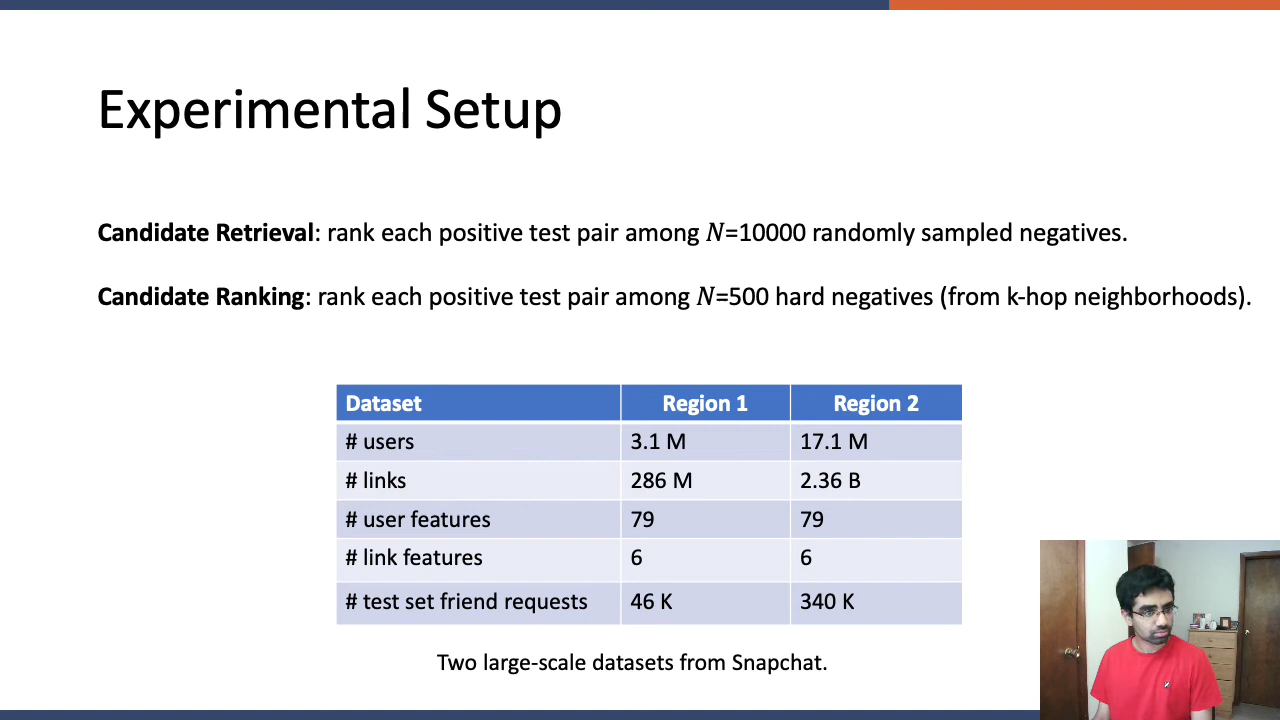 Experimental Setup
Candidate Retrieval: rank each positive test pair among N=10000 randomly sampled negatives.
Candidate Ranking: rank each positive test pair among N=500 hard negatives (from k-hop neighborhoods).
Dataset Region 1 Region 2
# users 3.1 M 17.1 M
# links 286 M 2.36 B
# user features 79 79
# link features 6 6
# test set friend requests 46 K 340 K
Two large-scale datasets from Snapchat.